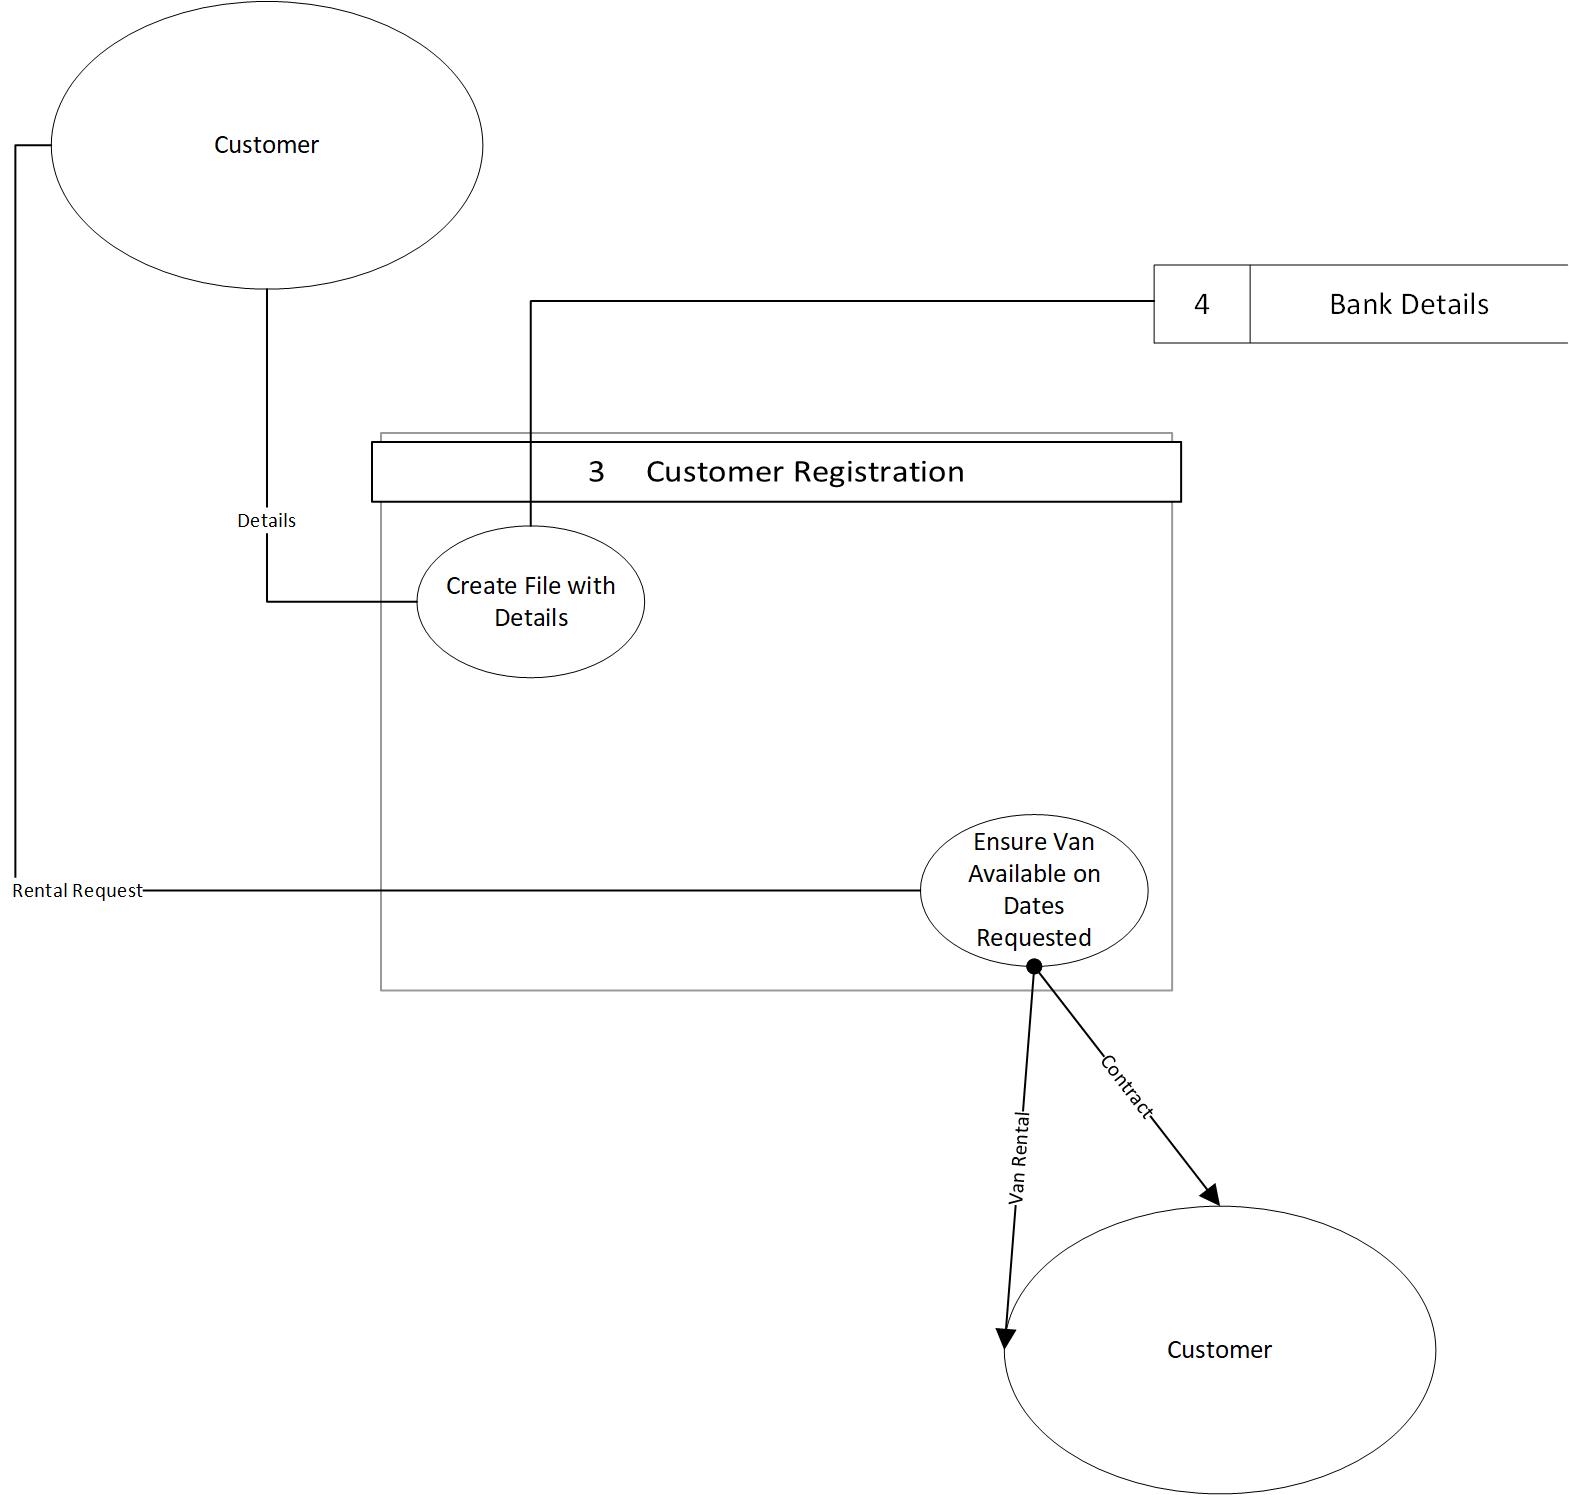 Customer
4 Bank Details
3 Customer Registration
Details
Create File with
Details
Ensure Van
Available on
Dates
Requested
Rental Request
Contract
Van Rental
Customer